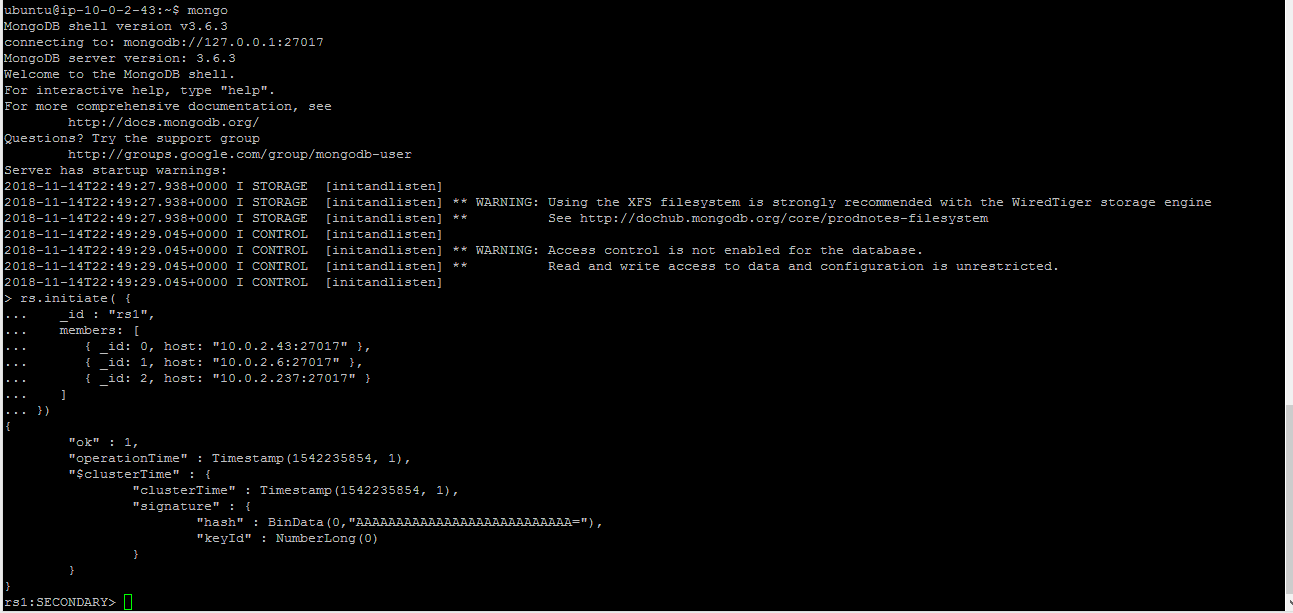 ubuntu@ip-10-0-2-43:~$ mongo
MongoDB shell version v3.6.3
connecting to: mongodb://127.0.0.1:27017
MongoDB server version: 3.6.3
Welcome to the MongoDB shell.
For interactive help, type "help".
For more comprehensive documentation, see
        http://docs.mongodb.org/
Questions? Try the support group
        http://groups.google.com/group/mongodb-user
Server has startup warnings:
2018-11-14T22:49:27.938+0000 I STORAGE  [initandlisten]
2018-11-14T22:49:27.938+0000 I STORAGE  [initandlisten] ** WARNING: Using the XFS filesystem is strongly recommended with the WiredTiger storage engine
2018-11-14T22:49:27.938+0000 I STORAGE  [initandlisten] **          See http://dochub.mongodb.org/core/prodnotes-filesystem
2018-11-14T22:49:29.045+0000 I CONTROL  [initandlisten]
2018-11-14T22:49:29.045+0000 I CONTROL  [initandlisten] ** WARNING: Access control is not enabled for the database.
2018-11-14T22:49:29.045+0000 I CONTROL  [initandlisten] **          Read and write access to data and configuration is unrestricted.
2018-11-14T22:49:29.045+0000 I CONTROL  [initandlisten]
> rs.initiate( {
...    _id : "rs1",
...    members: [
...       { _id: 0, host: "10.0.2.43:27017" },
...       { _id: 1, host: "10.0.2.6:27017" },
...       { _id: 2, host: "10.0.2.237:27017" }
...    ]
... })
{
        "ok" : 1,
        "operationTime" : Timestamp(1542235854, 1),
        "$clusterTime" : {
                "clusterTime" : Timestamp(1542235854, 1),
                "signature" : {
                        "hash" : BinData(0,"AAAAAAAAAAAAAAAAAAAAAAAAAAA="),
                        "keyId" : NumberLong(0)
                }
        }
}
rs1:SECONDARY>